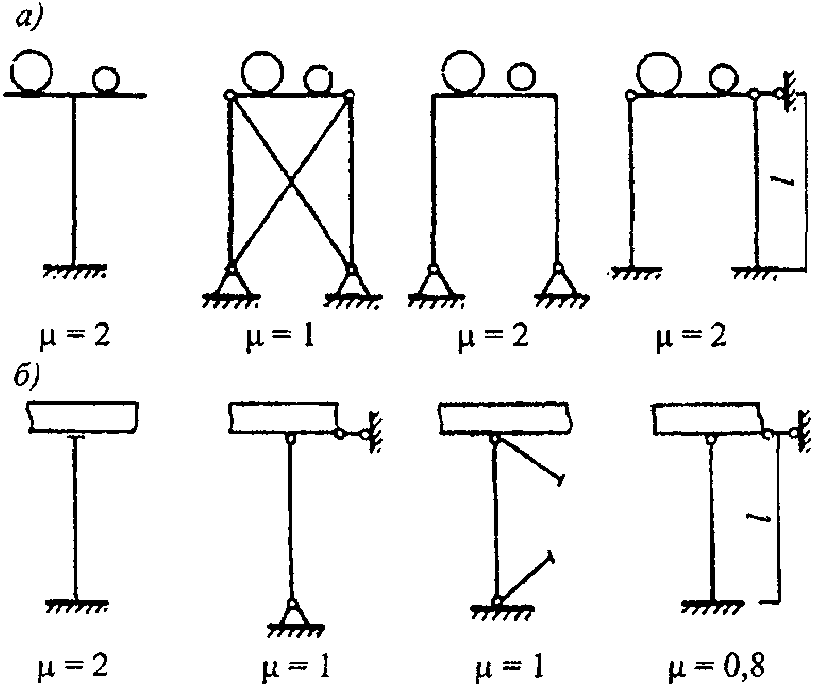 а)
l
μ = 2 μ = 1 μ = 2 μ = 2
б)
l
μ = 2 μ = 1 μ = 1 μ = 0,8